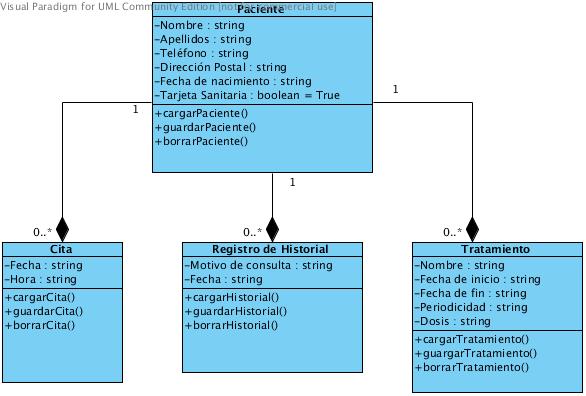 Visual Paradigm for UML Community Edition [not for commercial use]
Paciente
-Nombre : string
-Apellidos : string
-Teléfono : string
-Dirección Postal : string
-Fecha de nacimiento : string
-Tarjeta Sanitaria : boolean = True
+cargarPaciente()
+guardarPaciente()
+borrarPaciente()
1
1
1
0..*
0..*
0..*
Cita
-Fecha : string
-Hora : string
+cargarCita()
+guardarCita()
+borrarCita()
Registro de Historial
-Motivo de consulta : string
-Fecha : string
+cargarHistorial()
+guardarHistorial()
+borrarHistorial()
Tratamiento
-Nombre : string
-Fecha de inicio : string
-Fecha de fin : string
-Periodicidad : string
-Dosis : string
+cargarTratamiento()
+guargarTratamiento()
+borrarTratamiento()